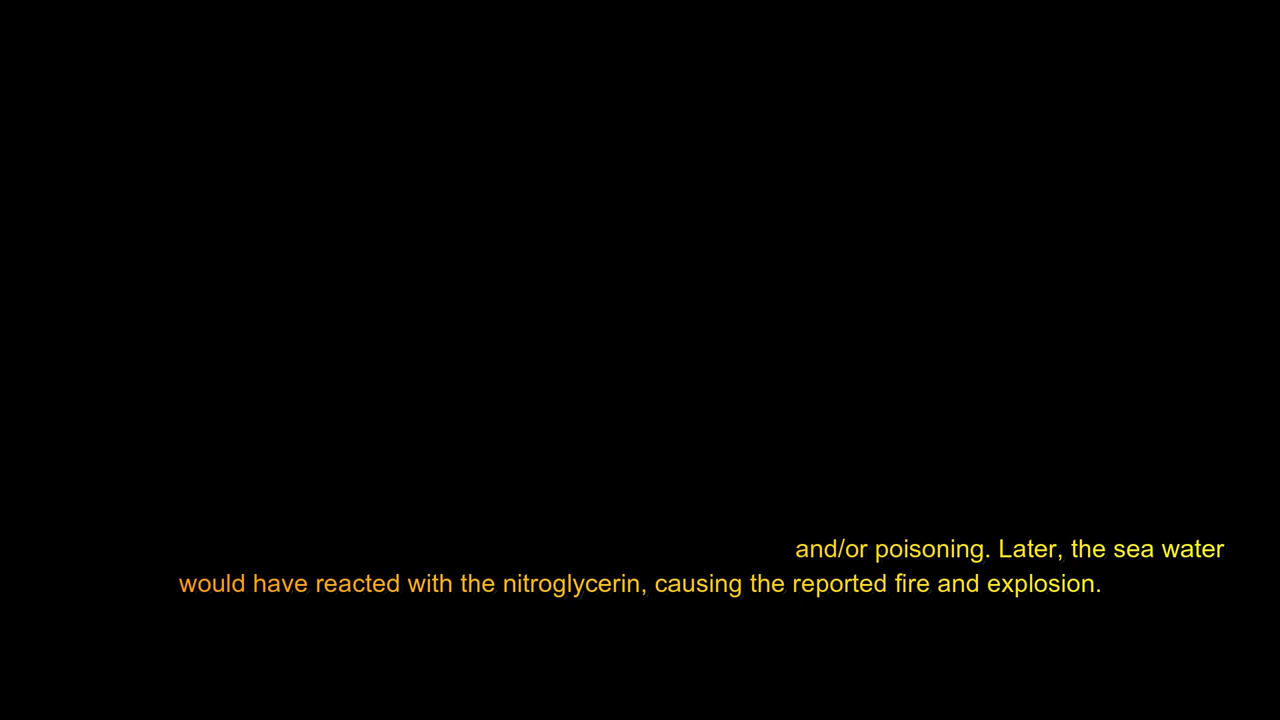 and/or poisoning. Later, the sea water
would have reacted with the nitroglycerin, causing the reported fire and explosion.